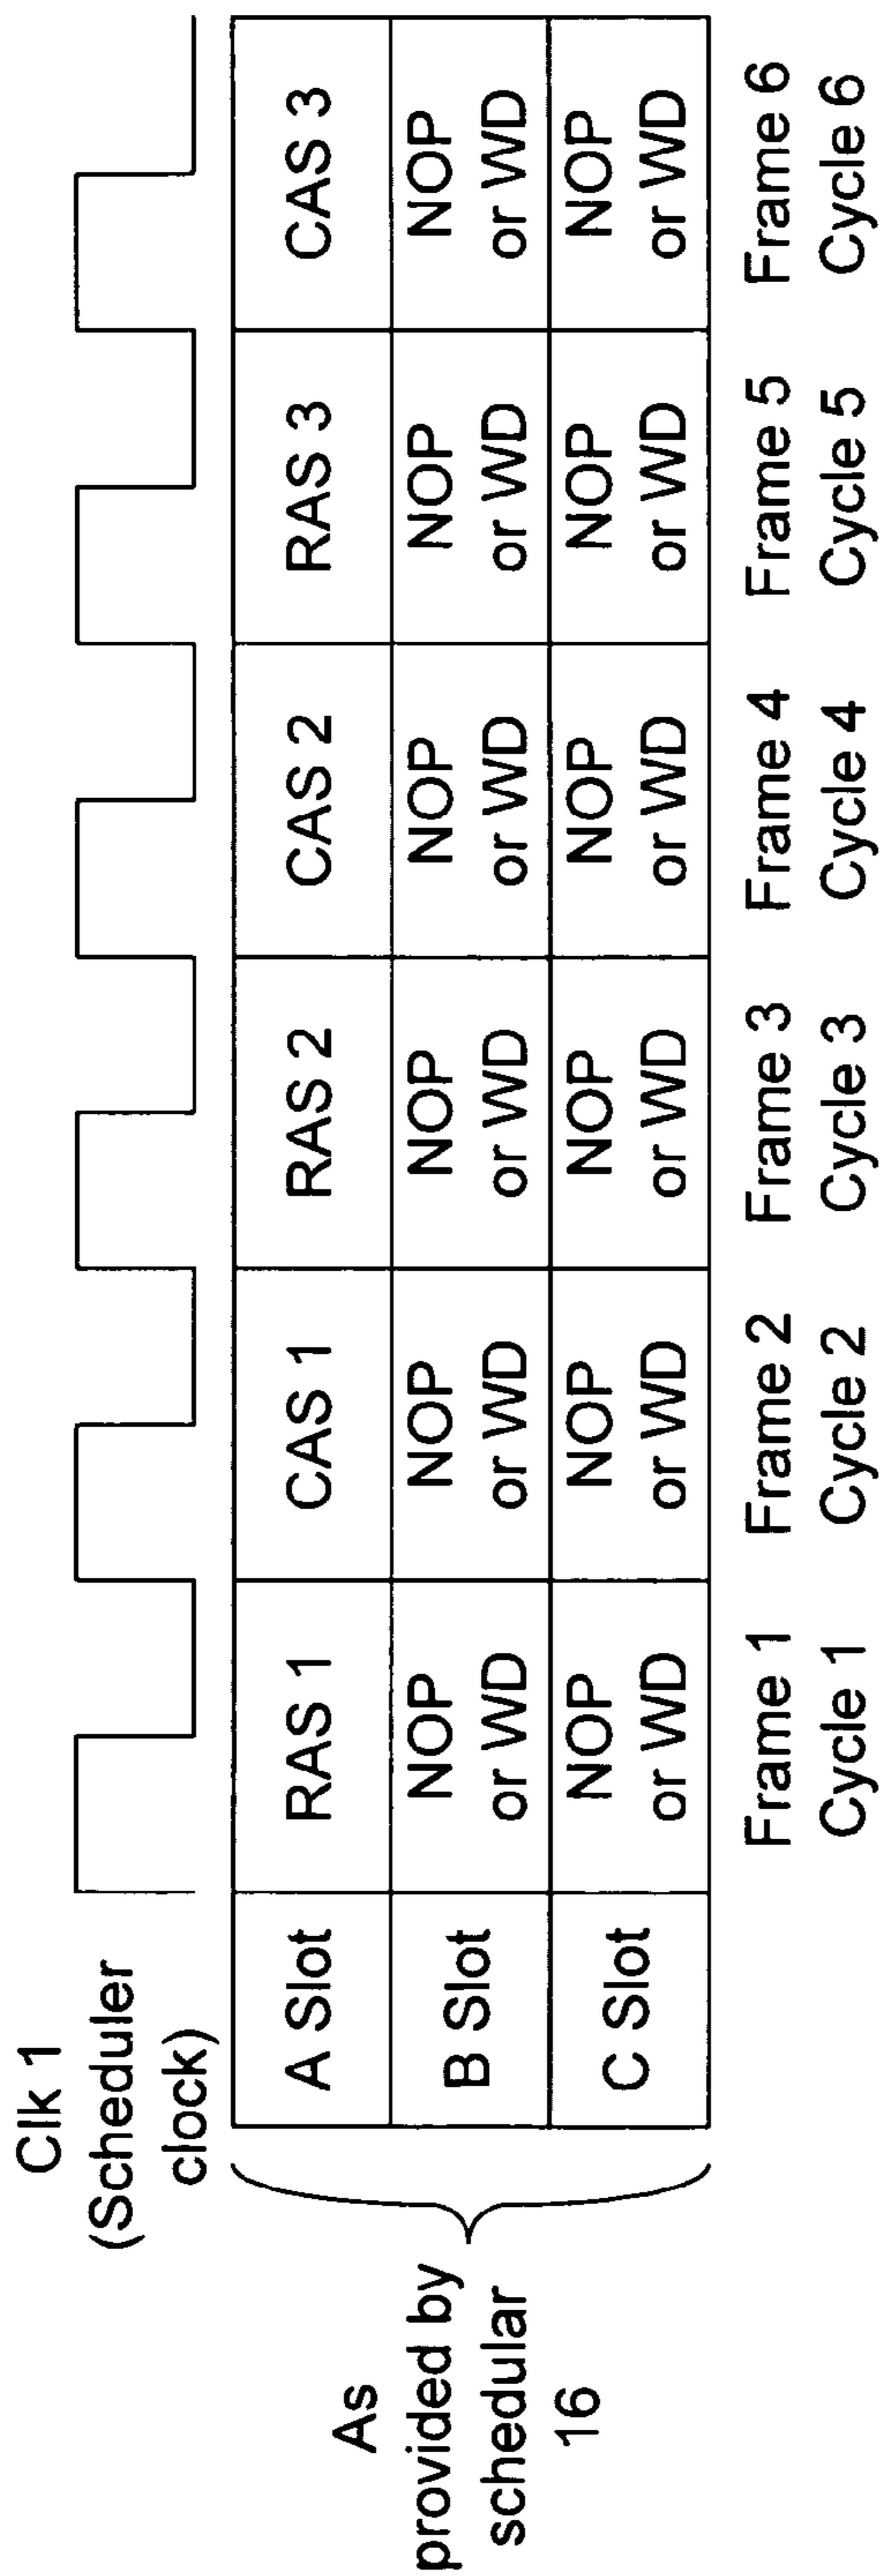 Clk 1
(Scheduler
clock)
As
provided by
schedular
16
A Slot
RAS 1
CAS 1
RAS 2
CAS 2
RAS 3
CAS 3
B Slot
NOP
or WD
NOP
or WD
NOP
or WD
NOP
or WD
NOP
or WD
NOP
or WD
C Slot
NOP
or WD
NOP
or WD
NOP
or WD
NOP
or WD
NOP
or WD
NOP
or WD
Frame 1
Cycle 1
Frame 2
Cycle 2
Frame 3
Cycle 3
Frame 4
Cycle 4
Frame 5
Cycle 5
Frame 6
Cycle 6